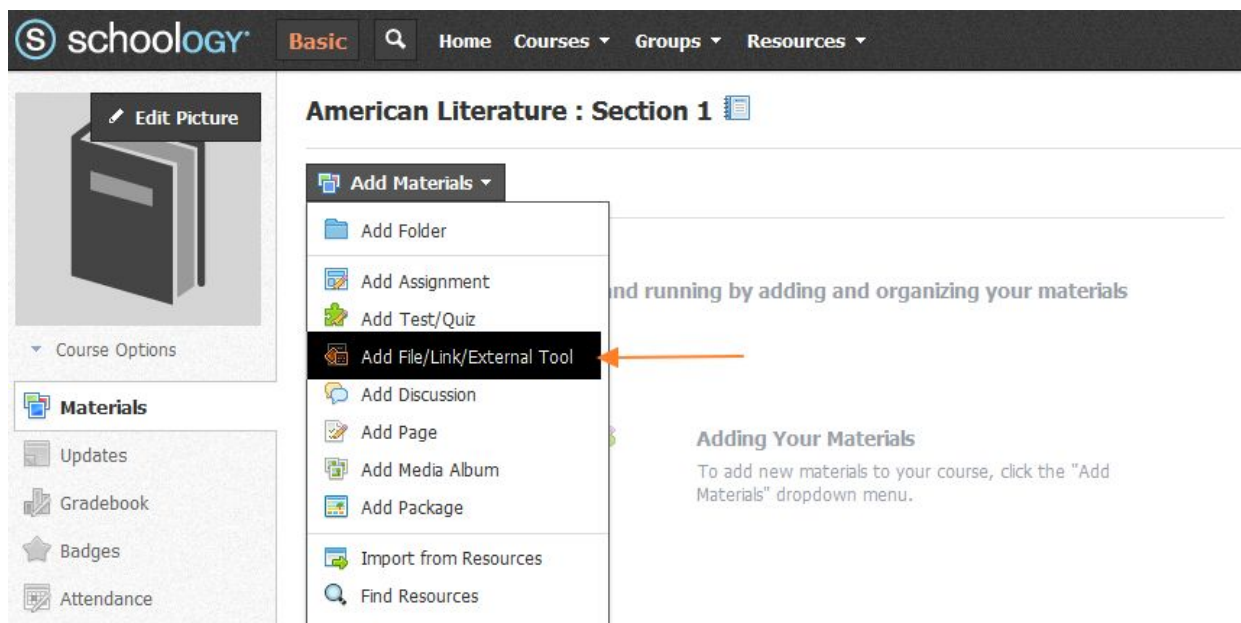 S schoology
Basic Home Courses Groups Resources
Edit Picture
American Literature : Section 1
Add Materials
Add Folder
Add Assignment
and running by adding and organizing your materials
Add Test/Quiz
Course Options
Add File/Link/External Tool
Add Discussion
Materials
Add Page
Adding Your Materials
Updates
Add Media Album
To add new materials to your course, click the "Add
Materials" dropdown menu.
Gradebook
Add Package
Badges
Import from Resources
Attendance
Find Resources